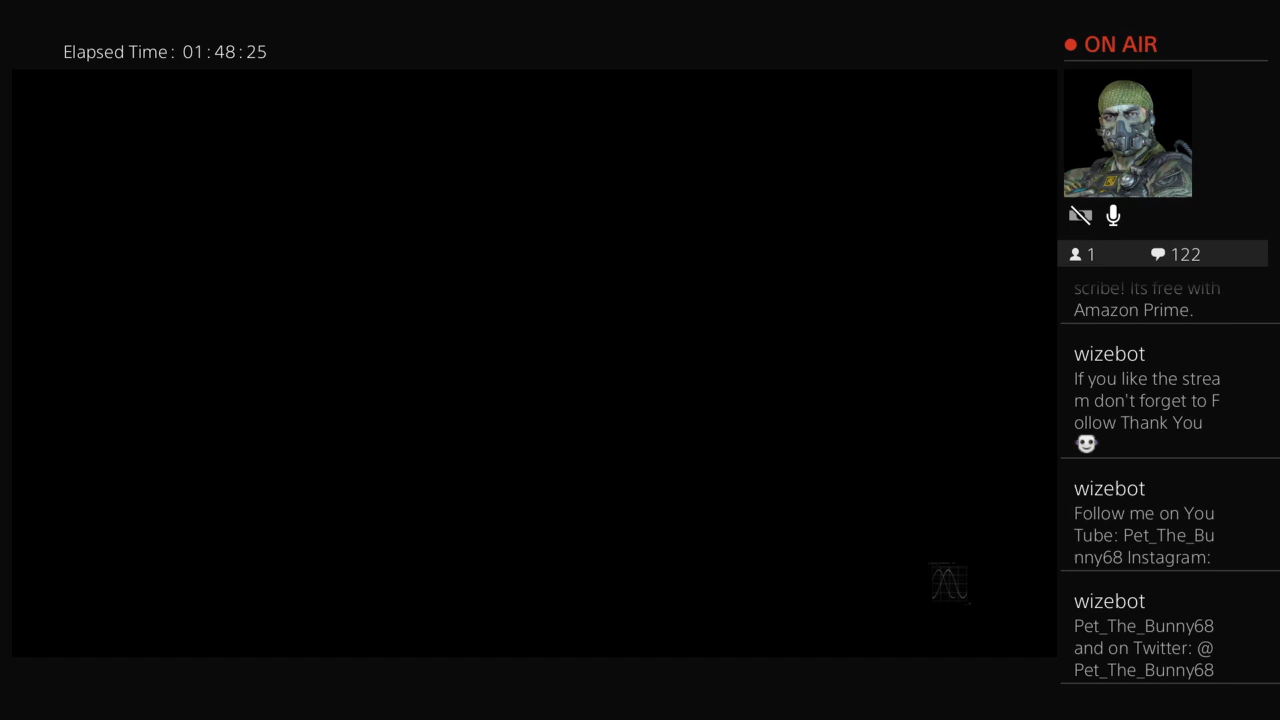 Elapsed Time: 01:48:25
ON AIR
1 122
scribe! Its free with
Amazon Prime.
wizebot
If you like the strea
m don't forget to F
ollow Thank You
wizebot
Follow me on You
Tube: Pet_The_Bu
nny68 Instagram:
wizebot
Pet_The_Bunny68
and on Twitter: @
Pet_The_Bunny68